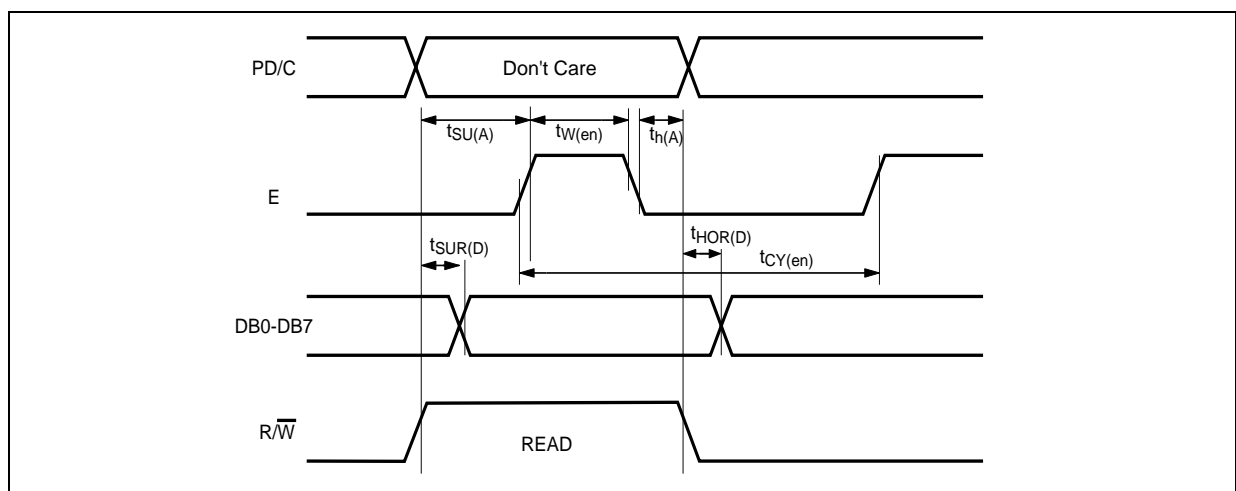 PD/C
Don't Care
tSU(A)
tW(en)
th(A)
E
tSUR(D)
tHOR(D)
tCY(en)
DB0-DB7
R/W̅
READ